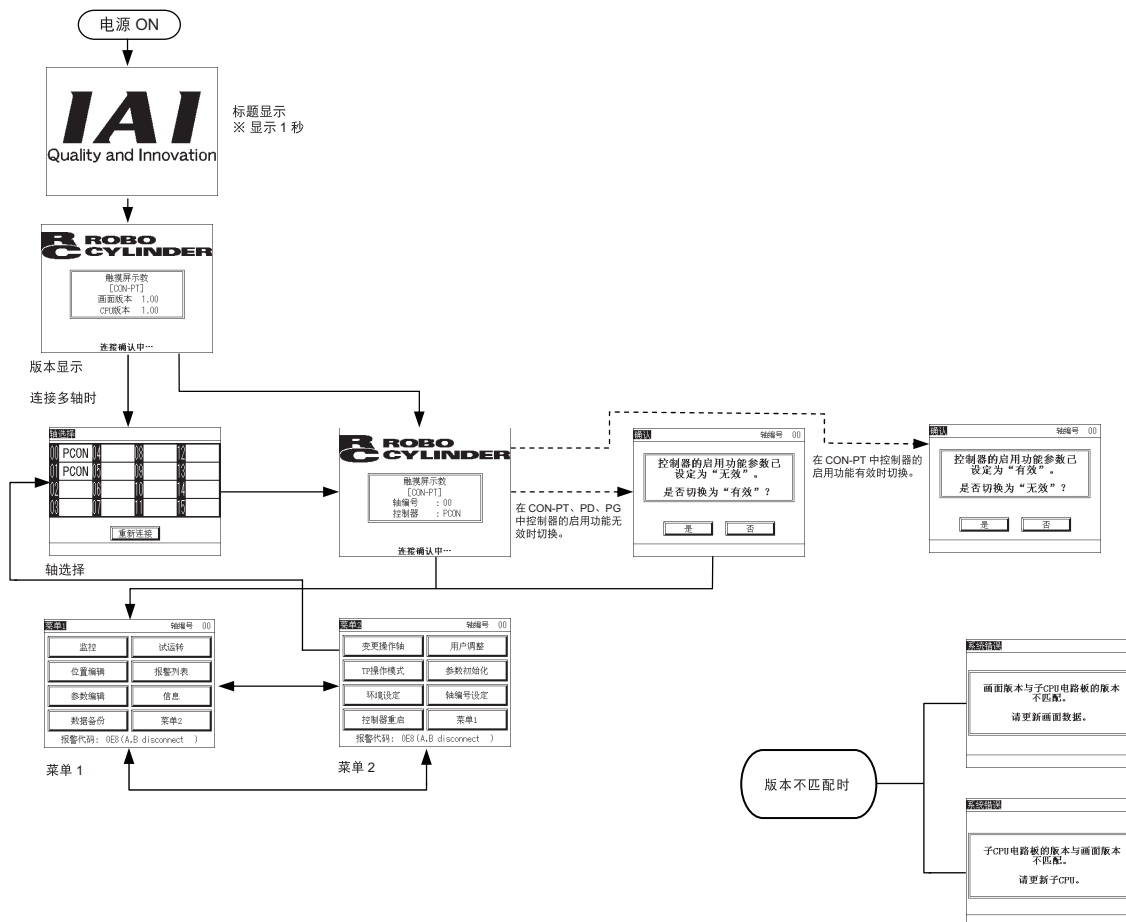 电源 ON
IAI
Quality and Innovation
标题显示
※ 显示 1 秒
RC ROBO
CYLINDER
触摸屏示教
[CON-PT]
画面版本 1.00
CPU版本 1.00
连接确认中…
版本显示
连接多轴时
轴选择
00 PCON 04 08 12
01 PCON 05 09 13
02 06 10 14
03 07 11 15
重新连接
轴选择
RC ROBO
CYLINDER
触摸屏示教
[CON-PT]
轴编号 : 00
控制器 : PCON
连接确认中…
在 CON-PT、PD、PG
中控制器的启用功能无
效时切换。
确认 轴编号 00
控制器的启用功能参数已
设定为“无效”。
是否切换为“有效”？
是 否
在 CON-PT 中控制器的
启用功能有效时切换。
确认 轴编号 00
控制器的启用功能参数已
设定为“有效”。
是否切换为“无效”？
是 否
菜单1 轴编号 00
监控 试运转
位置编辑 报警列表
参数编辑 信息
数据备份 菜单2
报警代码: 0E8(A,B disconnect )
菜单 1
菜单2 轴编号 00
变更操作轴 用户调整
TP操作模式 参数初始化
环境设定 轴编号设定
控制器重启 菜单1
报警代码: 0E8(A,B disconnect )
菜单 2
版本不匹配时
系统错误
画面版本与子CPU电路板的版本
不匹配。
请更新画面数据。
系统错误
子CPU电路板的版本与画面版本
不匹配。
请更新子CPU。